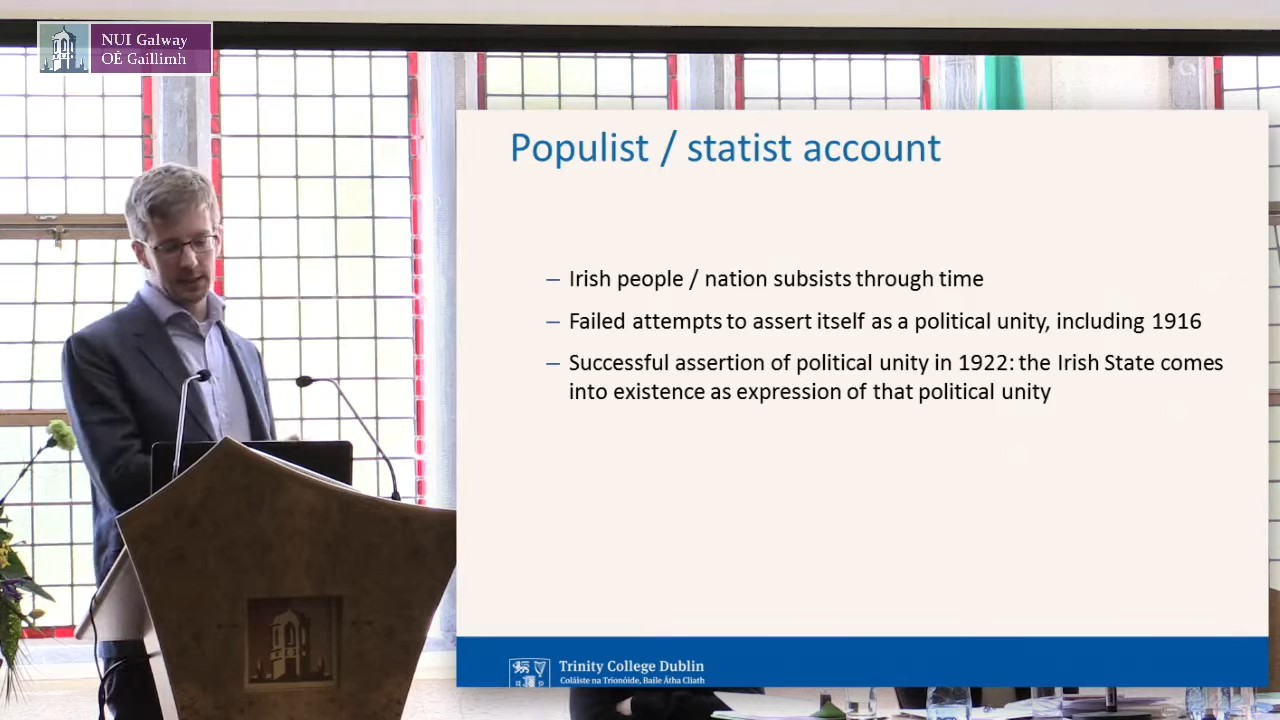 NUI Galway
OÉ Gaillimh
Populist / statist account
– Irish people / nation subsists through time
– Failed attempts to assert itself as a political unity, including 1916
– Successful assertion of political unity in 1922: the Irish State comes
into existence as expression of that political unity
Trinity College Dublin
Coláiste na Tríonóide, Baile Átha Cliath